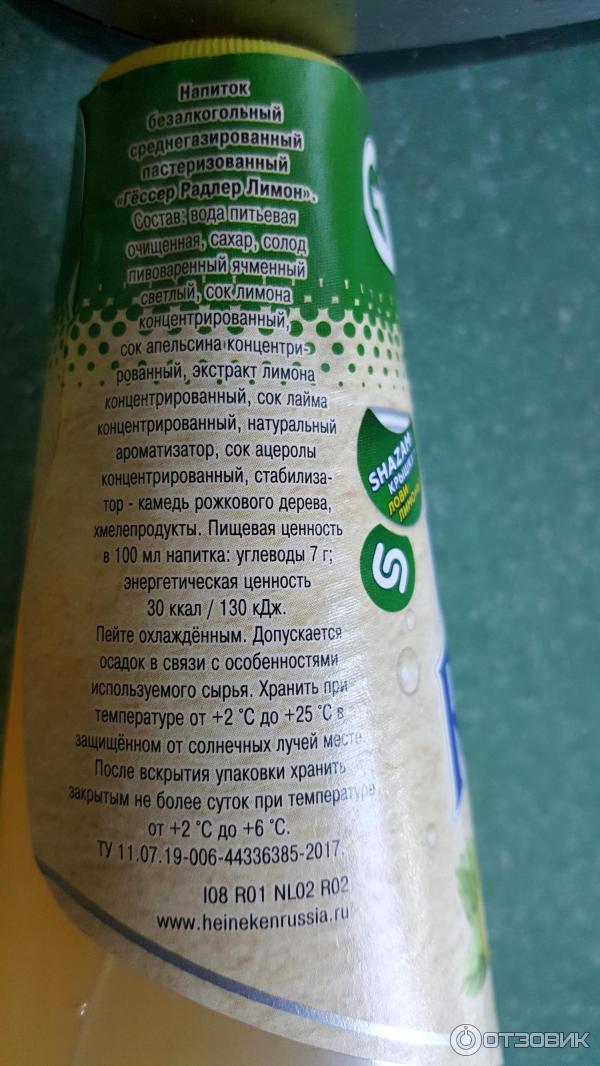 Напиток
безалкогольный
среднегазированный
пастеризованный
«Гёссер Радлер Лимон».
Состав: вода питьевая
очищенная, сахар, солод
пивоваренный ячменный
светлый, сок лимона
концентрированный,
сок апельсина концентри-
рованный, экстракт лимона
концентрированный, сок лайма
концентрированный, натуральный
ароматизатор, сок ацеролы
концентрированный, стабилиза-
тор - камедь рожкового дерева,
хмелепродукты. Пищевая ценность
в 100 мл напитка: углеводы 7 г;
энергетическая ценность
30 ккал / 130 кДж.
Пейте охлаждённым. Допускается
осадок в связи с особенностями
используемого сырья. Хранить при
температуре от +2 °С до +25 °С в
защищённом от солнечных лучей месте.
После вскрытия упаковки хранить
закрытым не более суток при температуре
от +2 °С до +6 °С.
ТУ 11.07.19-006-44336385-2017.
I08 R01 NL02 R02
www.heinekenrussia.ru
G
SHAZAM
КРЫШКУ
ЛОВИ
ОТЗОВИК